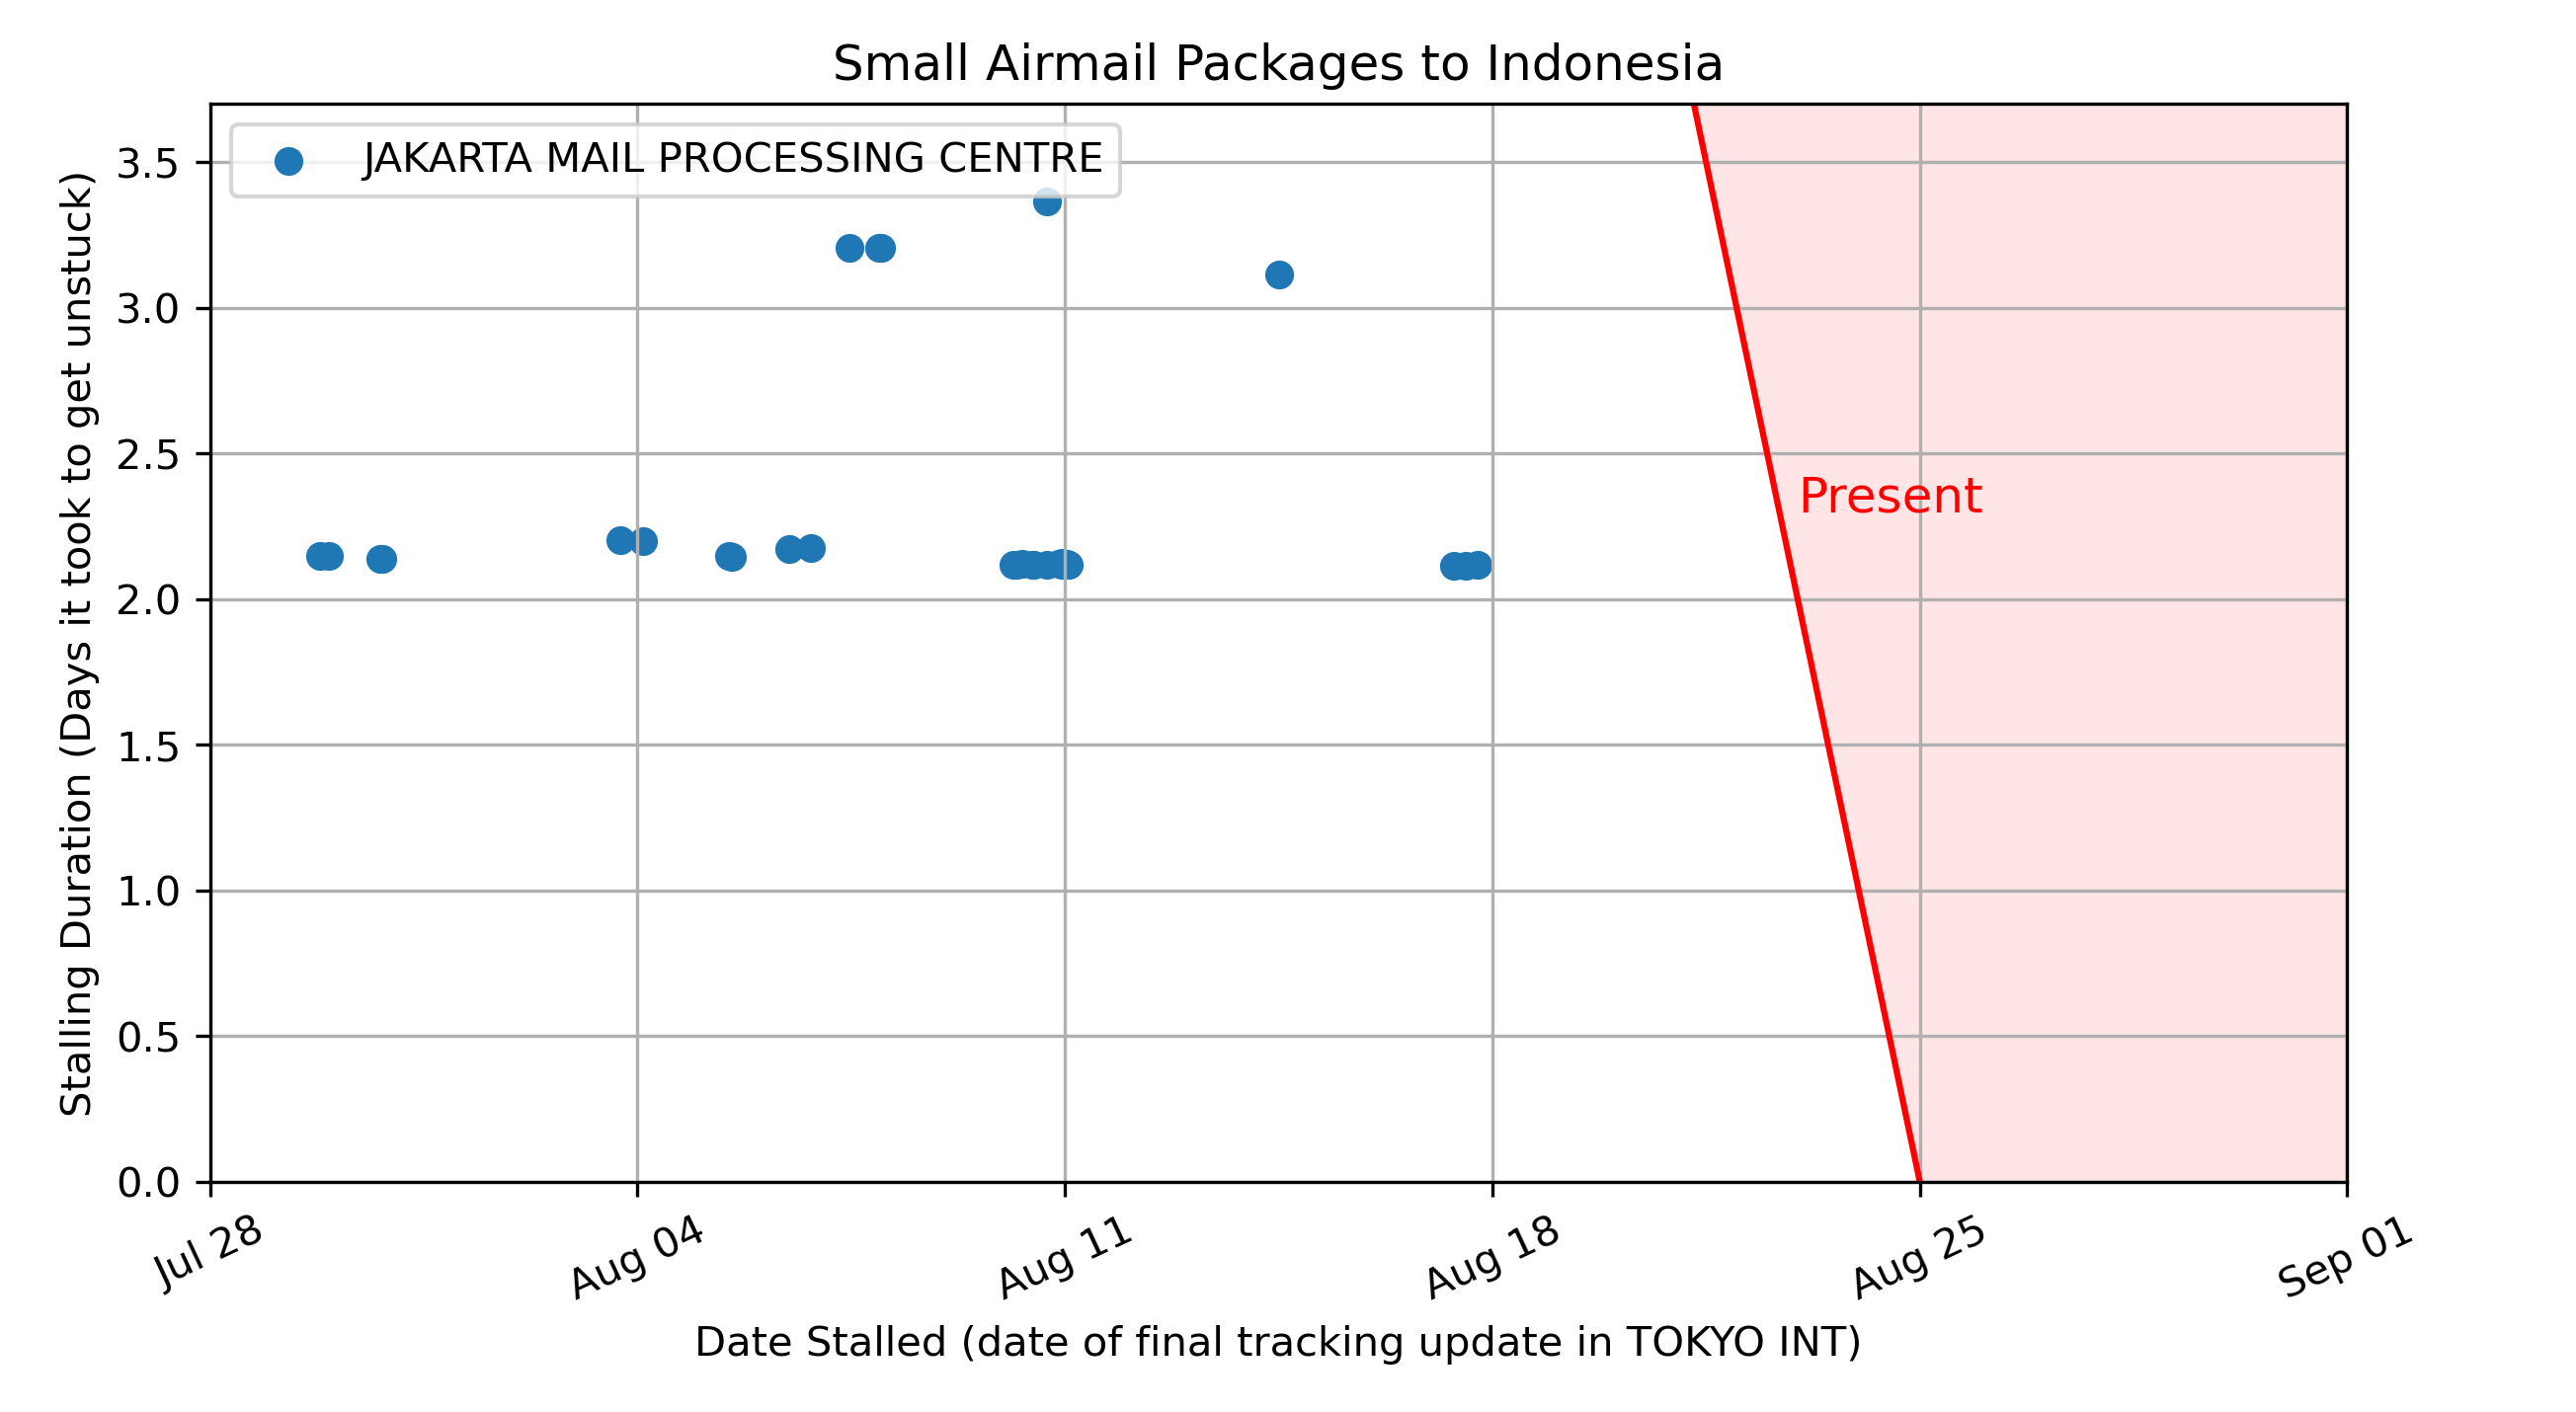 Small Airmail Packages to Indonesia
JAKARTA MAIL PROCESSING CENTRE
Stalling Duration (Days it took to get unstuck)
3.5
3.0
2.5
2.0
1.5
1.0
0.5
0.0
Present
Jul 28
Aug 04
Aug 11
Aug 18
Aug 25
Sep 01
Date Stalled (date of final tracking update in TOKYO INT)